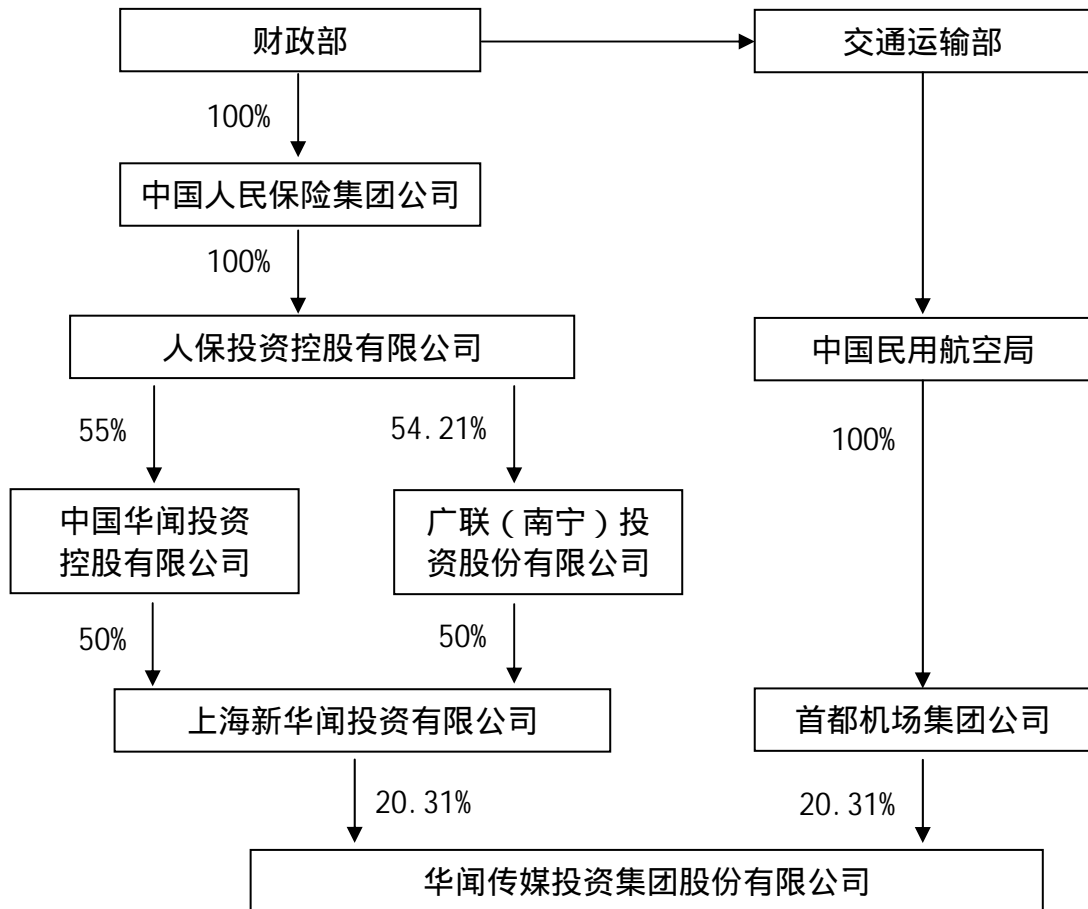 财政部
交通运输部
100%
中国人民保险集团公司
100%
人保投资控股有限公司
中国民用航空局
55%
54.21%
100%
中国华闻投资
控股有限公司
广联（南宁）投
资股份有限公司
50%
50%
上海新华闻投资有限公司
首都机场集团公司
20.31%
20.31%
华闻传媒投资集团股份有限公司